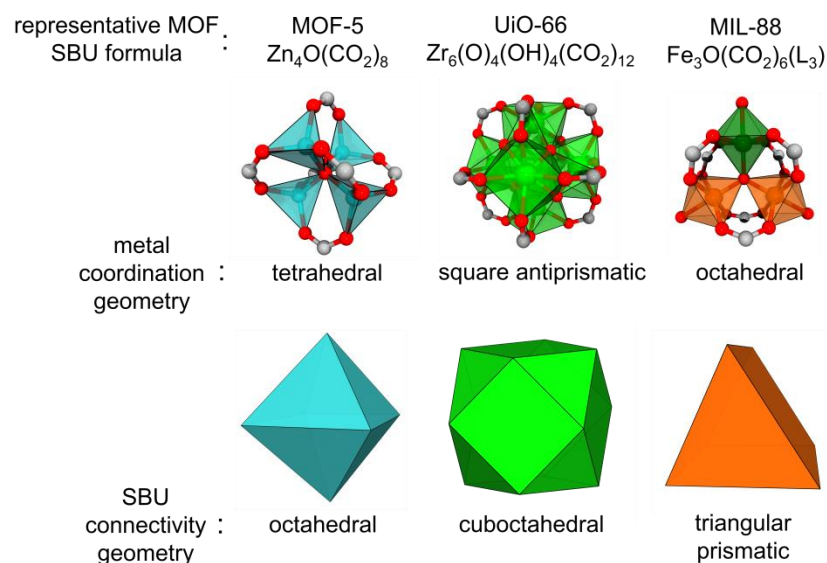 representative MOF : MOF-5 UiO-66 MIL-88
SBU formula Zn₄O(CO₂)₈ Zr₆(O)₄(OH)₄(CO₂)₁₂ Fe₃O(CO₂)₆(L₃)
metal
coordination : tetrahedral square antiprismatic octahedral
geometry
SBU
connectivity : octahedral cuboctahedral triangular
geometry prismatic